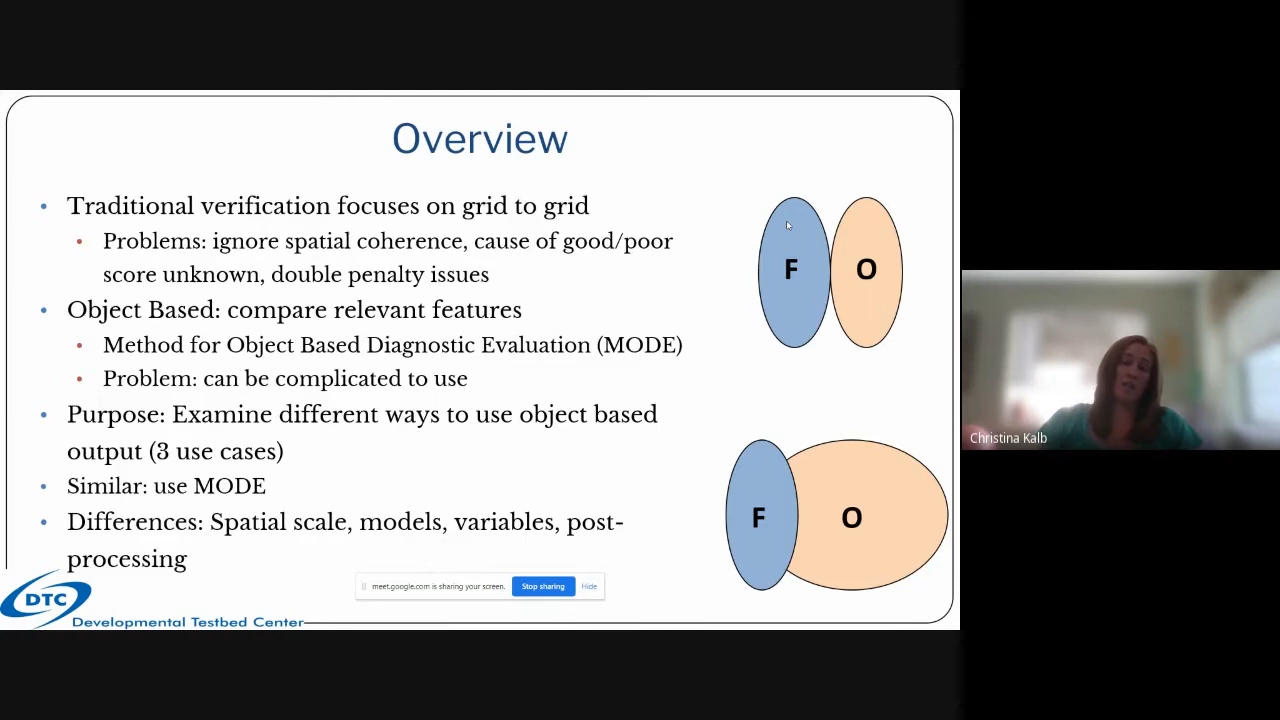 Overview
Traditional verification focuses on grid to grid
Problems: ignore spatial coherence, cause of good/poor
score unknown, double penalty issues
Object Based: compare relevant features
Method for Object Based Diagnostic Evaluation (MODE)
Problem: can be complicated to use
Purpose: Examine different ways to use object based
output (3 use cases)
Similar: use MODE
Differences: Spatial scale, models, variables, post-
processing
F O
F O
meet.google.com is sharing your screen. Stop sharing Hide
DTC
Developmental Testbed Center
Christina Kalb